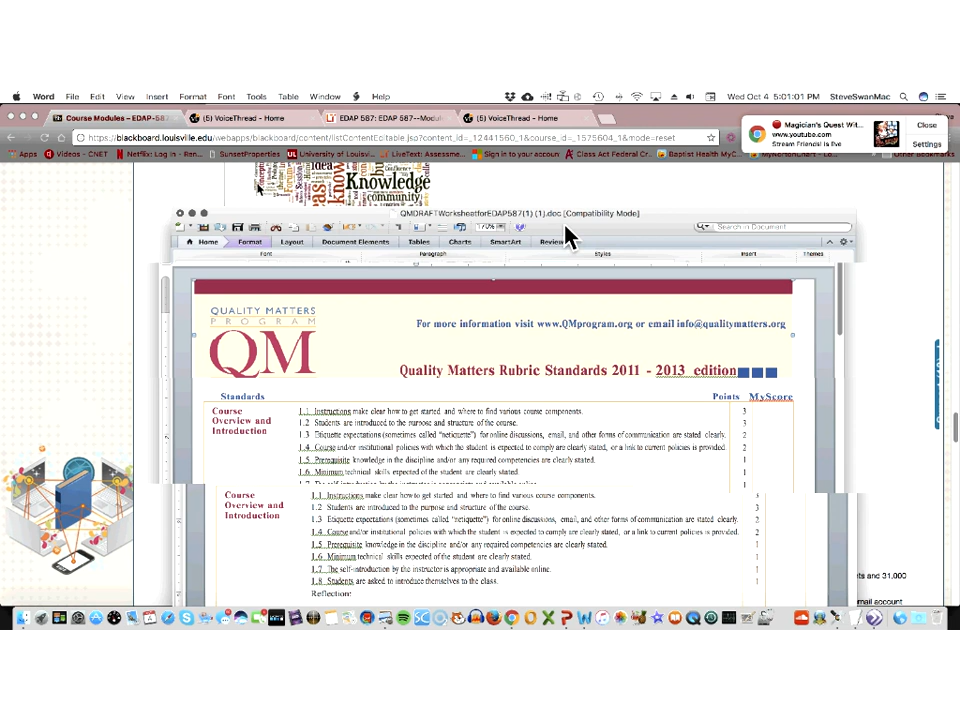 Word File Edit View Insert Format Font Tools Table Window Help Wed Oct 4 5:01:01 PM SteveSwanMac
Course Modules – EDAP-587 (5) VoiceThread - Home EDAP 587: EDAP 587--Modul (5) VoiceThread - Home
https://blackboard.louisville.edu/webapps/blackboard/content/listContentEditable.jsp?content_id=_12441560_1&course_id=_1575604_1&mode=reset
Magician's Quest Wit...
www.youtube.com
Stream Friends! is live
Close
Settings
Apps Videos - CNET Netflix: Log in - Ren... SunsetProperties University of Louisvi... LiveText: Assessme... Sign in to your account Class Act Federal Cr... Baptist Health MyC... Other Bookmarks
Knowledge
QMDRAFTWorksheetforEDAP587(1) (1).doc [Compatibility Mode]
170% Search in Document
Home Format Layout Document Elements Tables Charts SmartArt Review
Font Paragraph Styles Insert Themes
QUALITY MATTERS
PROGRAM
QM
For more information visit www.QMprogram.org or email info@qualitymatters.org
Quality Matters Rubric Standards 2011 - 2013 edition
Standards Points MyScore
Course Overview and Introduction
1.1 Instructions make clear how to get started and where to find various course components. 3
1.2 Students are introduced to the purpose and structure of the course. 3
1.3 Etiquette expectations (sometimes called "netiquette") for online discussions, email, and other forms of communication are stated clearly. 2
1.4 Course and/or institutional policies with which the student is expected to comply are clearly stated, or a link to current policies is provided. 2
1.5 Prerequisite knowledge in the discipline and/or any required competencies are clearly stated. 1
1.6 Minimum technical skills expected of the student are clearly stated. 1
Course Overview and Introduction
1.1 Instructions make clear how to get started and where to find various course components. 3
1.2 Students are introduced to the purpose and structure of the course. 3
1.3 Etiquette expectations (sometimes called "netiquette") for online discussions, email, and other forms of communication are stated clearly. 2
1.4 Course and/or institutional policies with which the student is expected to comply are clearly stated, or a link to current policies is provided. 2
1.5 Prerequisite knowledge in the discipline and/or any required competencies are clearly stated. 1
1.6 Minimum technical skills expected of the student are clearly stated. 1
1.7 The self-introduction by the instructor is appropriate and available online. 1
1.8 Students are asked to introduce themselves to the class. 1
Reflection:
and 31,000
mail account